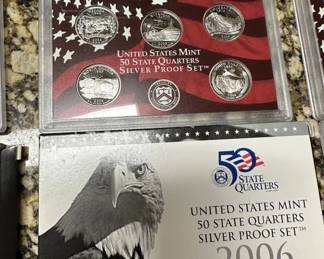 UNITED STATES MINT
50 STATE QUARTERS
SILVER PROOF SET™
50
STATE
QUARTERS
UNITED STATES MINT
50 STATE QUARTERS
SILVER PROOF SET™
2006